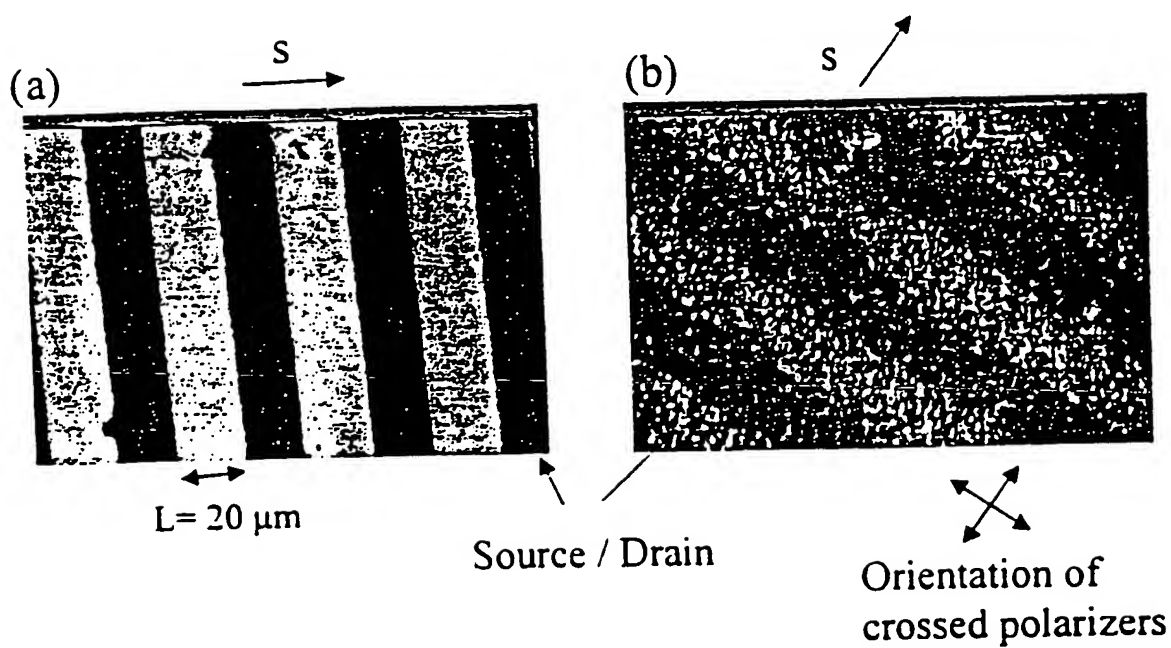 (a)
S
(b)
S
L= 20 μm
Source / Drain
Orientation of
crossed polarizers